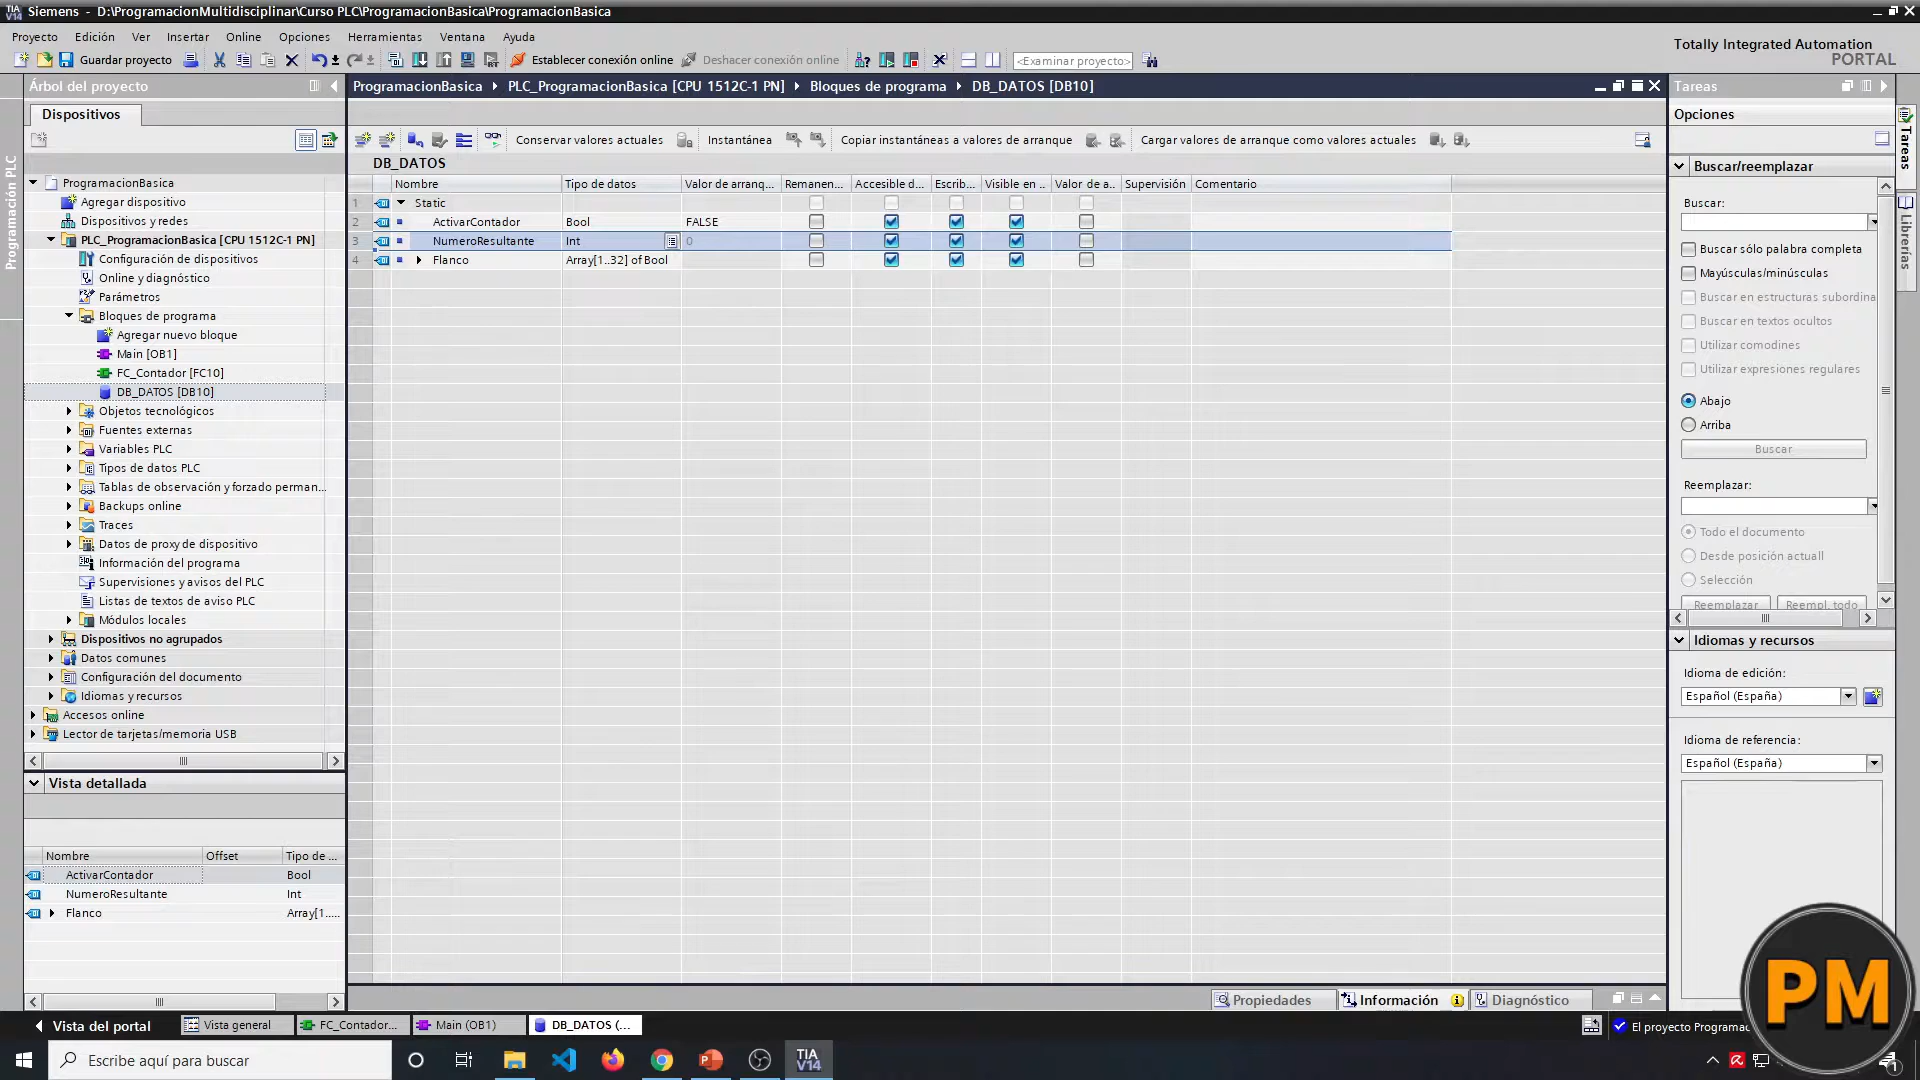 Siemens - D:\ProgramacionMultidisciplinar\Curso PLC\ProgramacionBasica\ProgramacionBasica
Proyecto Edición Ver Insertar Online Opciones Herramientas Ventana Ayuda
Guardar proyecto Establecer conexión online Deshacer conexión online <Examinar proyecto>
Totally Integrated Automation
PORTAL
Árbol del proyecto
ProgramacionBasica PLC_ProgramacionBasica [CPU 1512C-1 PN] Bloques de programa DB_DATOS [DB10]
Tareas
Dispositivos
Opciones
Conservar valores actuales Instantánea Copiar instantáneas a valores de arranque Cargar valores de arranque como valores actuales
DB_DATOS
Nombre Tipo de datos Valor de arranq... Remanen... Accesible d... Escrib... Visible en .. Valor de a.. Supervisión Comentario
1 Static
2 ActivarContador Bool FALSE
3 NumeroResultante Int 0
4 Flanco Array[1..32] of Bool
Programación PLC
ProgramacionBasica
Agregar dispositivo
Dispositivos y redes
PLC_ProgramacionBasica [CPU 1512C-1 PN]
Configuración de dispositivos
Online y diagnóstico
Parámetros
Bloques de programa
Agregar nuevo bloque
Main [OB1]
FC_Contador [FC10]
DB_DATOS [DB10]
Objetos tecnológicos
Fuentes externas
Variables PLC
Tipos de datos PLC
Tablas de observación y forzado perman...
Backups online
Traces
Datos de proxy de dispositivo
Información del programa
Supervisiones y avisos del PLC
Listas de textos de aviso PLC
Módulos locales
Dispositivos no agrupados
Datos comunes
Configuración del documento
Idiomas y recursos
Accesos online
Lector de tarjetas/memoria USB
Vista detallada
Nombre Offset Tipo de ...
ActivarContador Bool
NumeroResultante Int
Flanco Array[1.....
Buscar/reemplazar
Buscar:
Buscar sólo palabra completa
Mayúsculas/minúsculas
Buscar en estructuras subordina
Buscar en textos ocultos
Utilizar comodines
Utilizar expresiones regulares
Abajo
Arriba
Buscar
Reemplazar:
Todo el documento
Desde posición actuall
Selección
Reemplazar Reempl. todo
Idiomas y recursos
Idioma de edición:
Español (España)
Idioma de referencia:
Español (España)
Tareas
Librerías
Propiedades Información Diagnóstico
Vista del portal Vista general FC_Contador... Main (OB1) DB_DATOS (...
El proyecto Programac
PM
Escribe aquí para buscar
TIA
V14
1